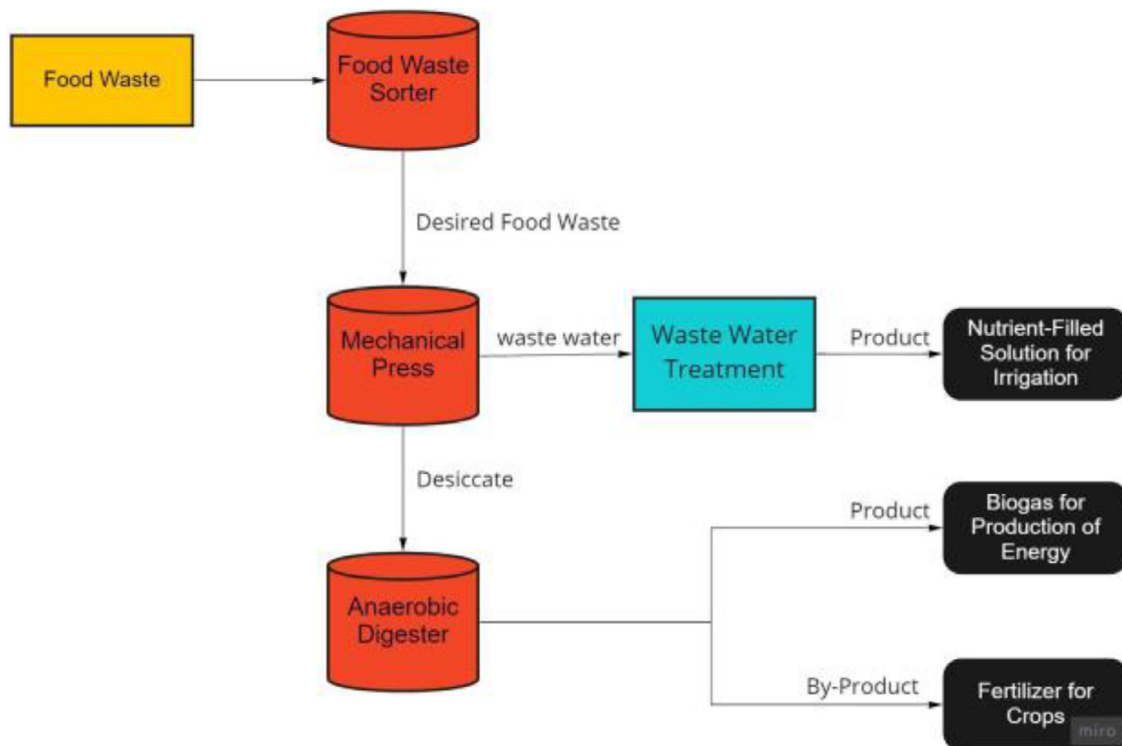 Food Waste
Food Waste
Sorter
Desired Food Waste
Mechanical
Press
waste water
Waste Water
Treatment
Product
Nutrient-Filled
Solution for
Irrigation
Desiccate
Anaerobic
Digester
Product
Biogas for
Production of
Energy
By-Product
Fertilizer for
Crops
miro